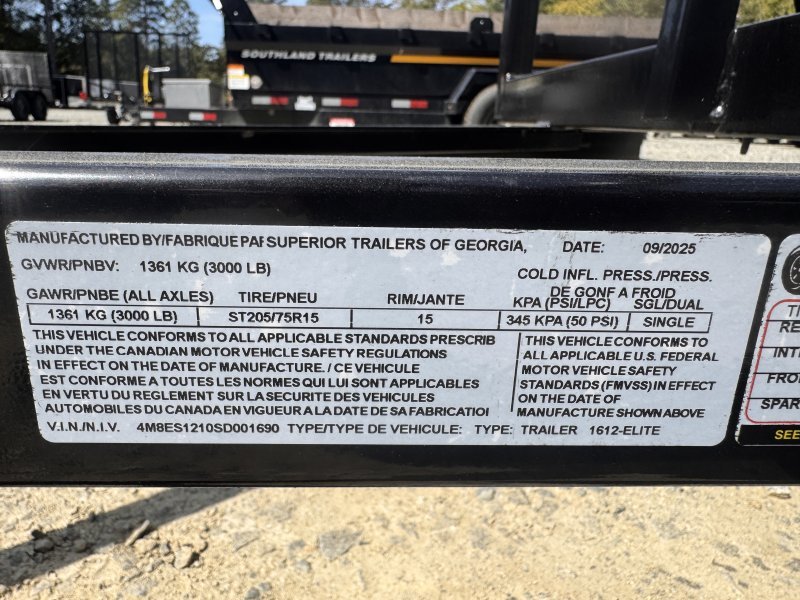 SOUTHLAND TRAILERS
MANUFACTURED BY/FABRIQUE PAR SUPERIOR TRAILERS OF GEORGIA, DATE: 09/2025
GVWR/PNBV: 1361 KG (3000 LB)
COLD INFL. PRESS./PRESS.
DE GONF A FROID
GAWR/PNBE (ALL AXLES) TIRE/PNEU RIM/JANTE KPA (PSI/LPC) SGL/DUAL
1361 KG (3000 LB) ST205/75R15 15 345 KPA (50 PSI) SINGLE
THIS VEHICLE CONFORMS TO ALL APPLICABLE STANDARDS PRESCRIB
UNDER THE CANADIAN MOTOR VEHICLE SAFETY REGULATIONS
IN EFFECT ON THE DATE OF MANUFACTURE. / CE VEHICULE
EST CONFORME A TOUTES LES NORMES QUI LUI SONT APPLICABLES
EN VERTU DU REGLEMENT SUR LA SECURITE DES VEHICULES
AUTOMOBILES DU CANADA EN VIGUEUR A LA DATE DE SA FABRICATIOI
THIS VEHICLE CONFORMS TO
ALL APPLICABLE U.S. FEDERAL
MOTOR VEHICLE SAFETY
STANDARDS (FMVSS) IN EFFECT
ON THE DATE OF
MANUFACTURE SHOWN ABOVE
V.I.N./N.I.V. 4M8ES1210SD001690 TYPE/TYPE DE VEHICULE: TYPE: TRAILER 1612-ELITE
SEE